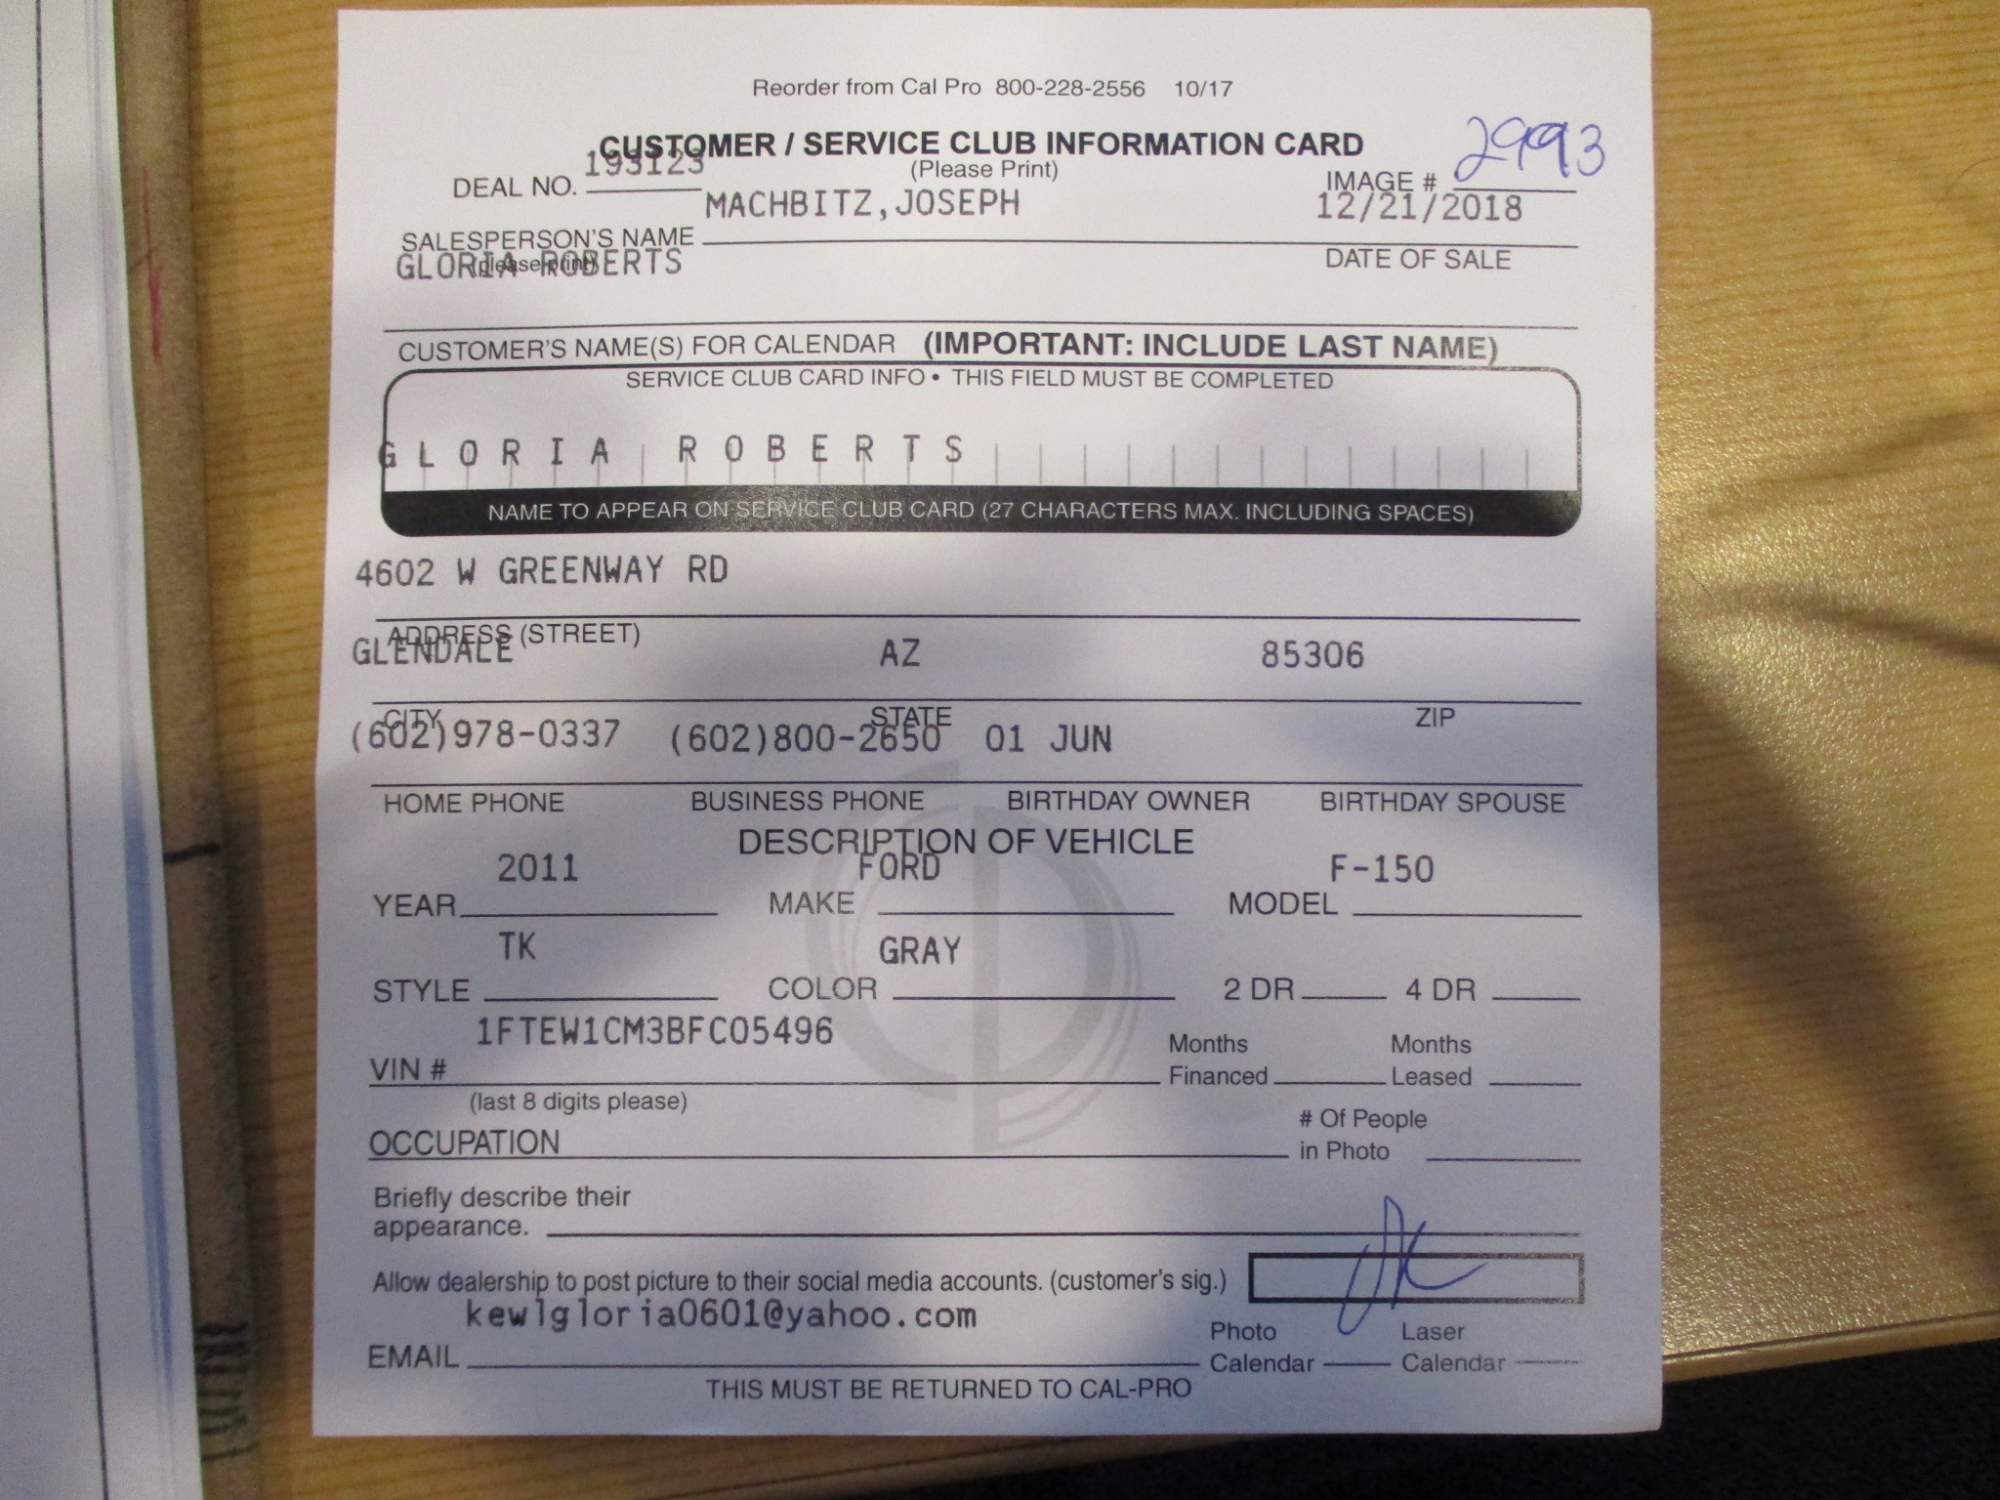 Reorder from Cal Pro 800-228-2556 10/17
CUSTOMER / SERVICE CLUB INFORMATION CARD
(Please Print)
DEAL NO. 193123
IMAGE # 2993
MACHBITZ,JOSEPH 12/21/2018
SALESPERSON'S NAME DATE OF SALE
(please print)
GLORIA ROBERTS
CUSTOMER'S NAME(S) FOR CALENDAR (IMPORTANT: INCLUDE LAST NAME)
SERVICE CLUB CARD INFO • THIS FIELD MUST BE COMPLETED
GLORIA ROBERTS
NAME TO APPEAR ON SERVICE CLUB CARD (27 CHARACTERS MAX. INCLUDING SPACES)
4602 W GREENWAY RD
ADDRESS (STREET)
GLENDALE AZ 85306
CITY STATE ZIP
(602)978-0337 (602)800-2650 01 JUN
HOME PHONE BUSINESS PHONE BIRTHDAY OWNER BIRTHDAY SPOUSE
DESCRIPTION OF VEHICLE
2011 FORD F-150
YEAR MAKE MODEL
TK GRAY
STYLE COLOR 2 DR 4 DR
1FTEW1CM3BFC05496
VIN # Months Financed Months Leased
(last 8 digits please)
OCCUPATION # Of People in Photo
Briefly describe their
appearance.
Allow dealership to post picture to their social media accounts. (customer's sig.)
kewlgloria0601@yahoo.com
EMAIL Photo Calendar Laser Calendar
THIS MUST BE RETURNED TO CAL-PRO